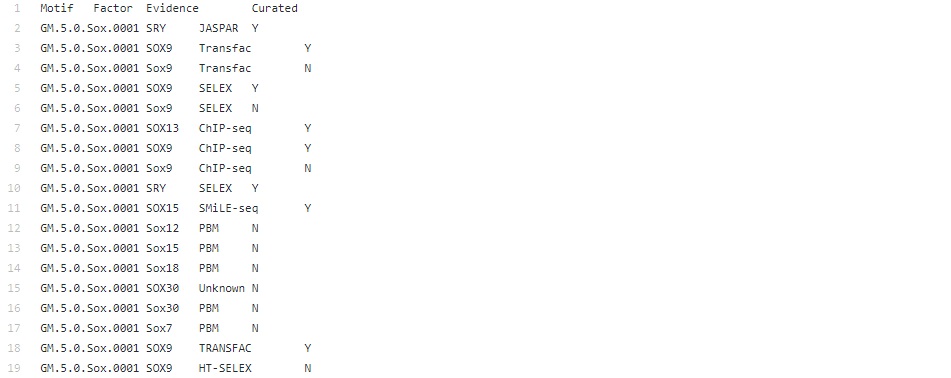 1 Motif Factor Evidence Curated
2 GM.5.0.Sox.0001 SRY JASPAR Y
3 GM.5.0.Sox.0001 SOX9 Transfac Y
4 GM.5.0.Sox.0001 Sox9 Transfac N
5 GM.5.0.Sox.0001 SOX9 SELEX Y
6 GM.5.0.Sox.0001 Sox9 SELEX N
7 GM.5.0.Sox.0001 SOX13 ChIP-seq Y
8 GM.5.0.Sox.0001 SOX9 ChIP-seq Y
9 GM.5.0.Sox.0001 Sox9 ChIP-seq N
10 GM.5.0.Sox.0001 SRY SELEX Y
11 GM.5.0.Sox.0001 SOX15 SMiLE-seq Y
12 GM.5.0.Sox.0001 Sox12 PBM N
13 GM.5.0.Sox.0001 Sox15 PBM N
14 GM.5.0.Sox.0001 Sox18 PBM N
15 GM.5.0.Sox.0001 SOX30 Unknown N
16 GM.5.0.Sox.0001 Sox30 PBM N
17 GM.5.0.Sox.0001 Sox7 PBM N
18 GM.5.0.Sox.0001 SOX9 TRANSFAC Y
19 GM.5.0.Sox.0001 SOX9 HT-SELEX N